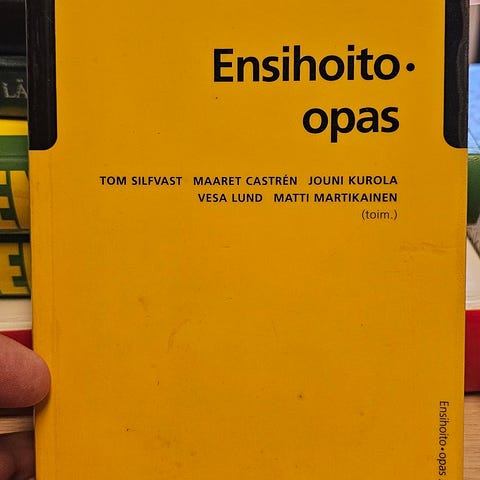 Ensihoito•
opas
TOM SILFVAST MAARET CASTRÉN JOUNI KUROLA
VESA LUND MATTI MARTIKAINEN
(toim.)
Ensihoito•opas